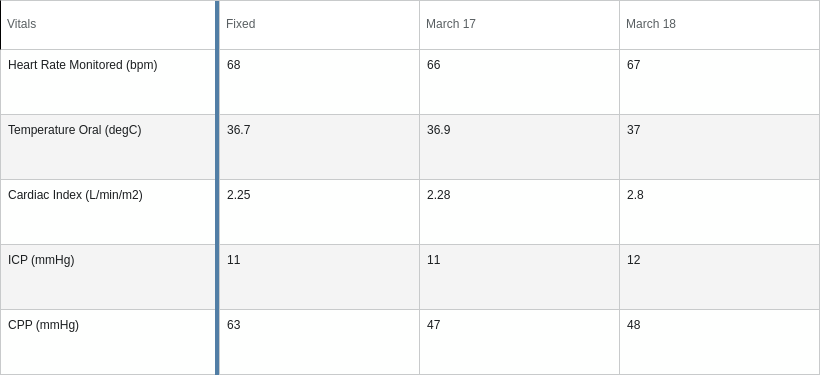 Vitals Fixed March 17 March 18
Heart Rate Monitored (bpm) 68 66 67
Temperature Oral (degC) 36.7 36.9 37
Cardiac Index (L/min/m2) 2.25 2.28 2.8
ICP (mmHg) 11 11 12
CPP (mmHg) 63 47 48